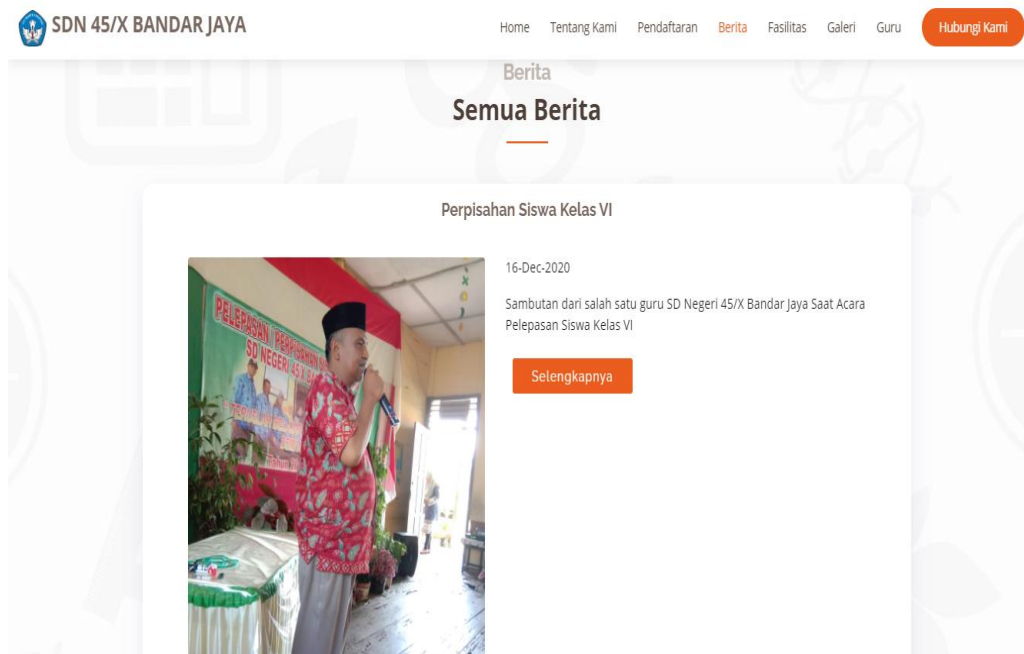 SDN 45/X BANDAR JAYA
Home Tentang Kami Pendaftaran Berita Fasilitas Galeri Guru Hubungi Kami
Berita
Semua Berita
Perpisahan Siswa Kelas VI
16-Dec-2020
Sambutan dari salah satu guru SD Negeri 45/X Bandar Jaya Saat Acara
Pelepasan Siswa Kelas VI
Selengkapnya
PELEPASAN PERPISAHAN
SD NEGERI 45/X